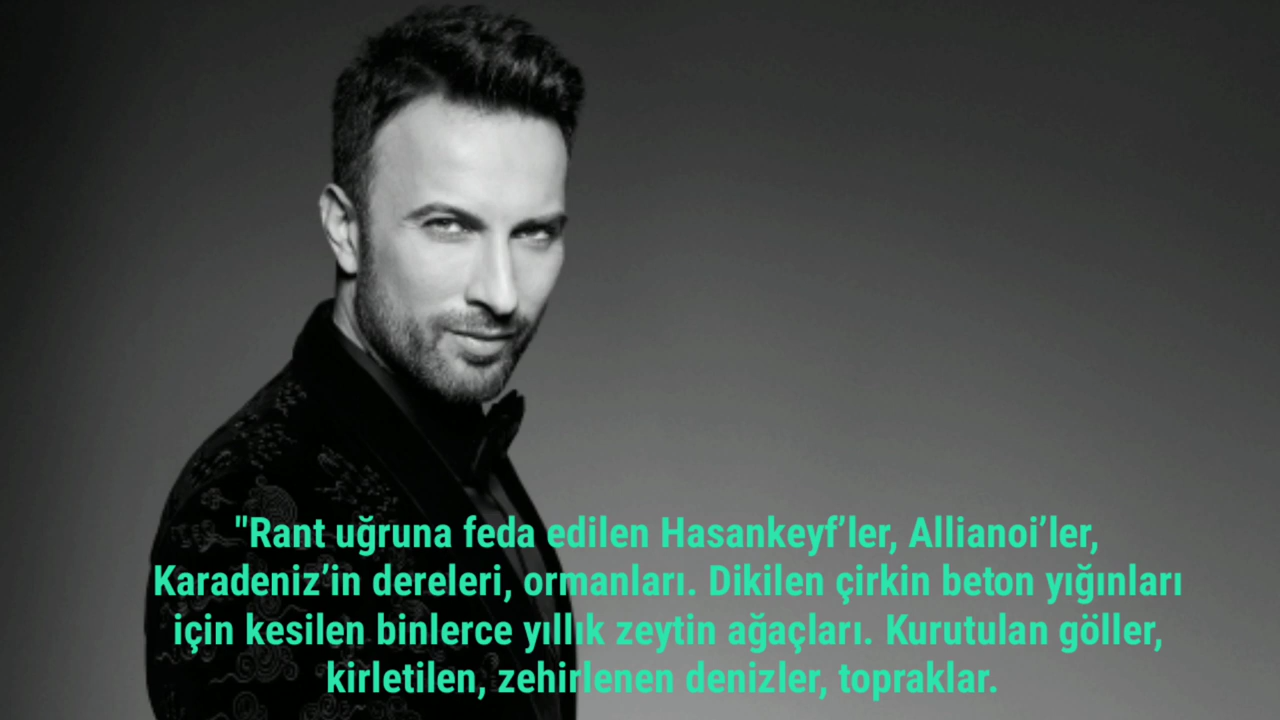 "Rant uğruna feda edilen Hasankeyf’ler, Allianoi’ler,
Karadeniz’in dereleri, ormanları. Dikilen çirkin beton yığınları
için kesilen binlerce yıllık zeytin ağaçları. Kurutulan göller,
kirletilen, zehirlenen denizler, topraklar.